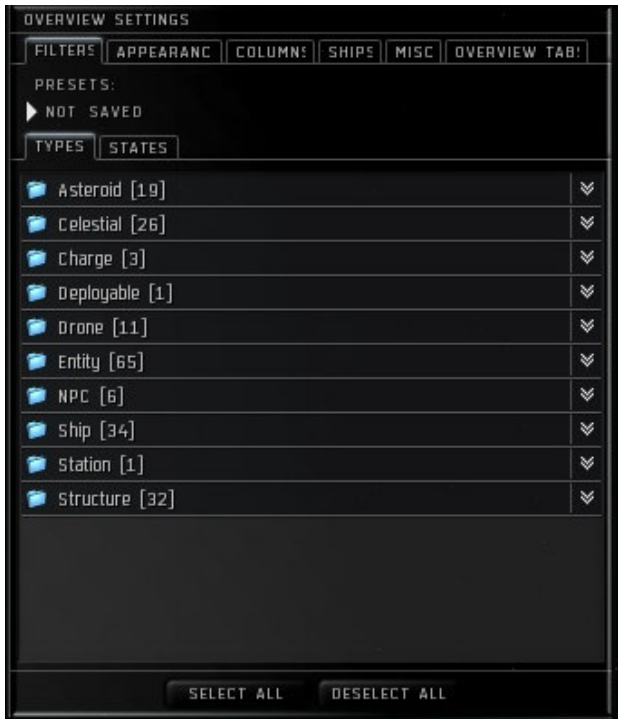 OVERVIEW SETTINGS
FILTERS APPEARANC COLUMNS SHIPS MISC OVERVIEW TABS
PRESETS:
NOT SAVED
TYPES STATES
Asteroid [19]
Celestial [26]
Charge [3]
Deployable [1]
Drone [11]
Entity [65]
NPC [6]
Ship [34]
Station [1]
Structure [32]
SELECT ALL DESELECT ALL